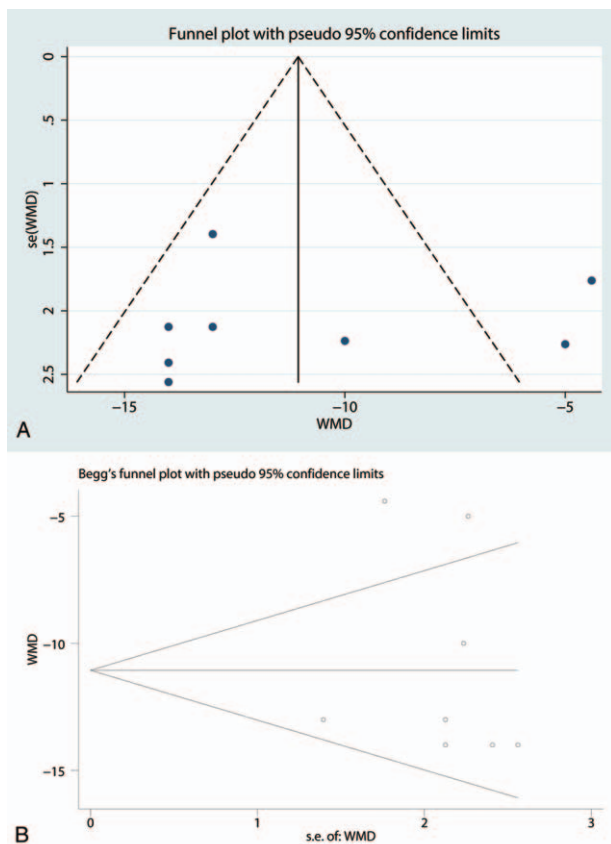 Funnel plot with pseudo 95% confidence limits
0
.5
1
1.5
2
2.5
se(WMD)
−15
−10
−5
WMD
A
Begg's funnel plot with pseudo 95% confidence limits
−5
−10
−15
WMD
0
1
2
3
s.e. of: WMD
B